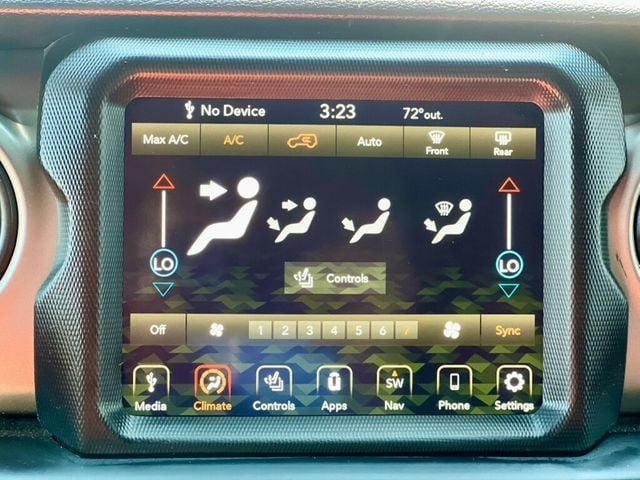 No Device 3:23 72°out.
Max A/C A/C Auto Front Rear
LO LO
Controls
Off 1 2 3 4 5 6 7 Sync
SW
Media Climate Controls Apps Nav Phone Settings